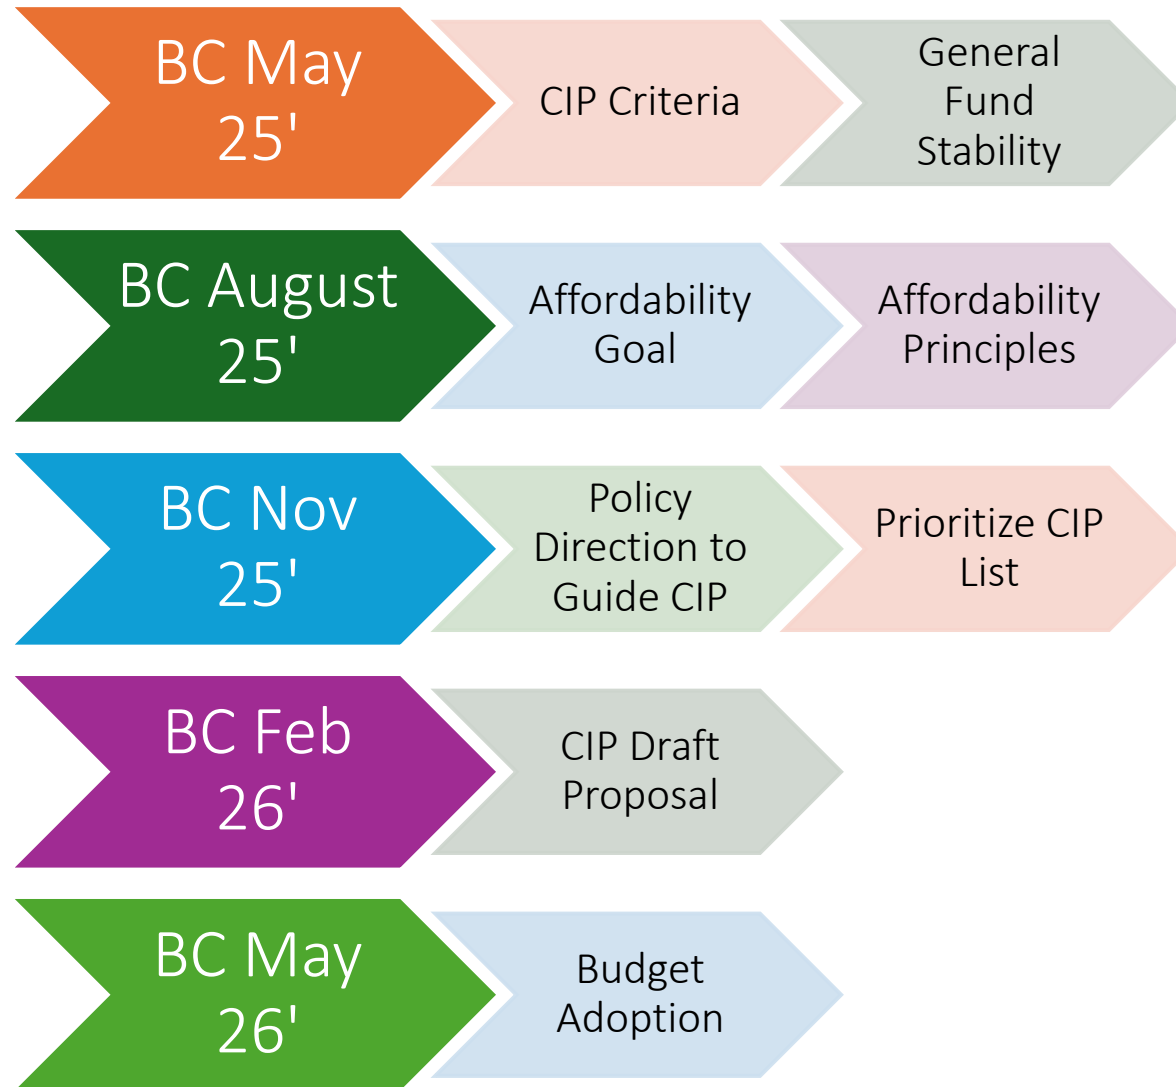 BC May
25'
CIP Criteria
General
Fund
Stability
BC August
25'
Affordability
Goal
Affordability
Principles
BC Nov
25'
Policy
Direction to
Guide CIP
Prioritize CIP
List
BC Feb
26'
CIP Draft
Proposal
BC May
26'
Budget
Adoption